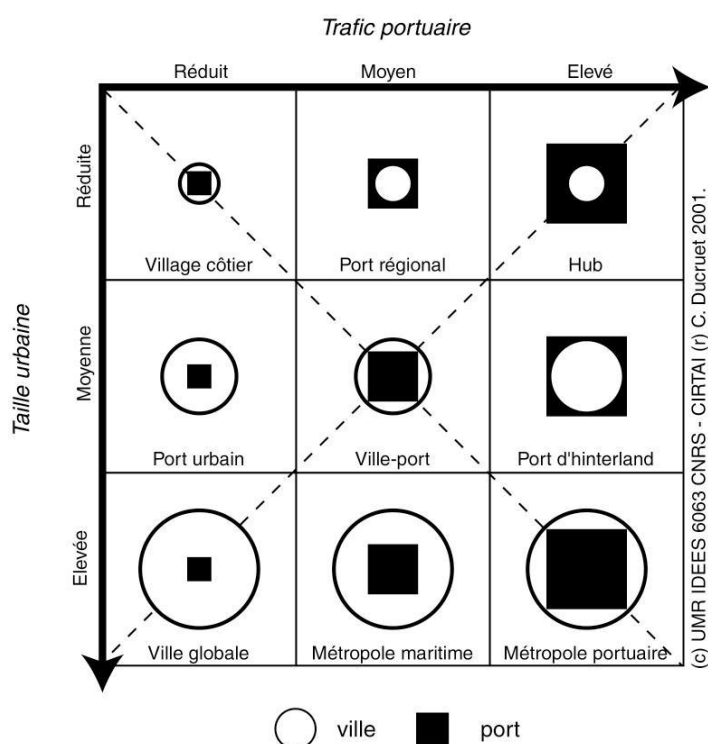 Trafic portuaire
Réduit Moyen Elevé
Réduite
Village côtier Port régional Hub
Taille urbaine
Moyenne
Port urbain Ville-port Port d'hinterland
Elevée
Ville globale Métropole maritime Métropole portuaire
(c) UMR IDEES 6063 CNRS - CIRTAI (r) C. Ducruet 2001.
ville port